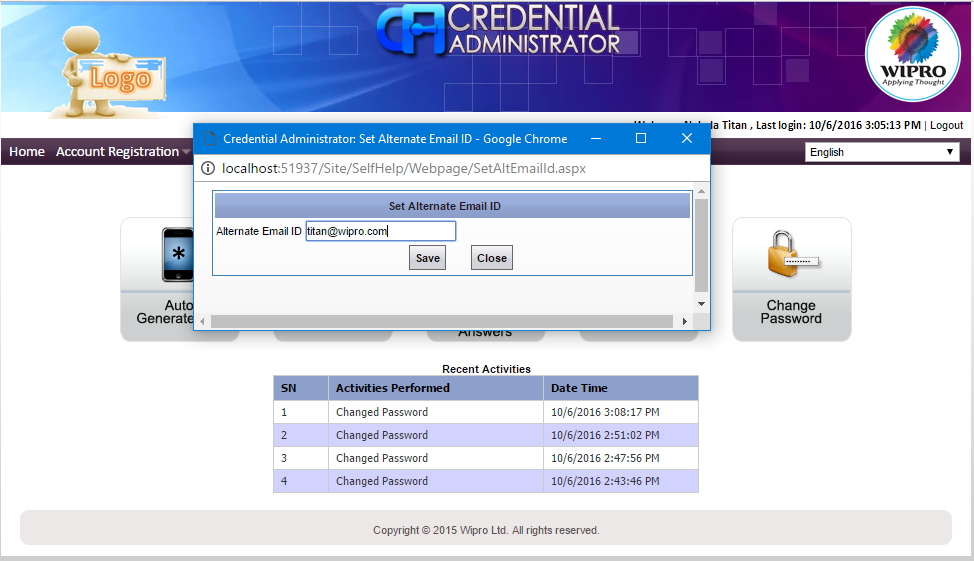 CREDENTIAL
ADMINISTRATOR
Logo
WIPRO
Applying Thought
Titan , Last login: 10/6/2016 3:05:13 PM | Logout
Home Account Registration
English
Credential Administrator: Set Alternate Email ID - Google Chrome
localhost:51937/Site/SelfHelp/Webpage/SetAltEmailId.aspx
Set Alternate Email ID
Alternate Email ID titan@wipro.com
Save Close
Auto
Generate
Answers
Change
Password
Recent Activities
SN Activities Performed Date Time
1 Changed Password 10/6/2016 3:08:17 PM
2 Changed Password 10/6/2016 2:51:02 PM
3 Changed Password 10/6/2016 2:47:56 PM
4 Changed Password 10/6/2016 2:43:46 PM
Copyright © 2015 Wipro Ltd. All rights reserved.